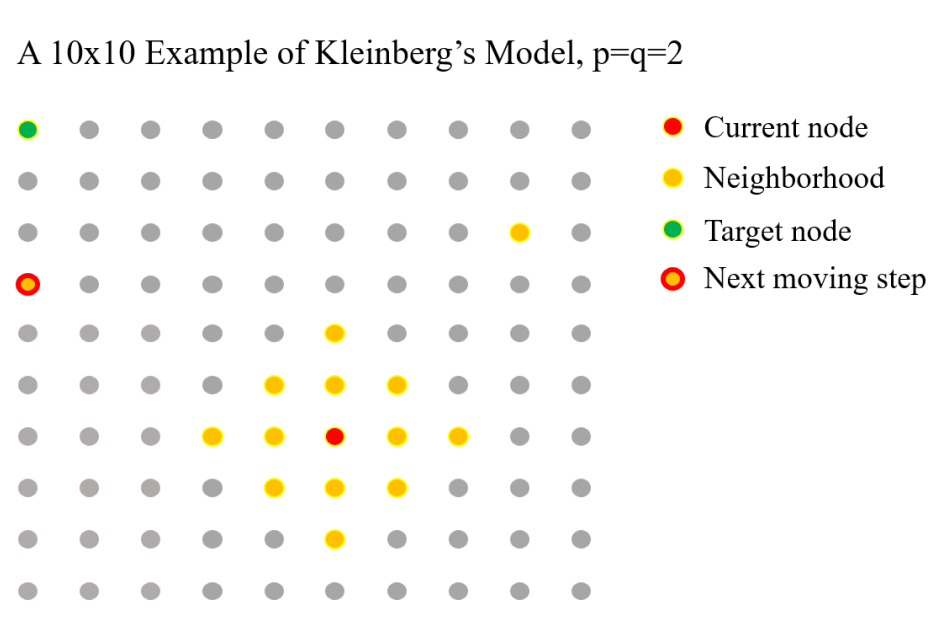 A 10x10 Example of Kleinberg’s Model, p=q=2
Current node
Neighborhood
Target node
Next moving step